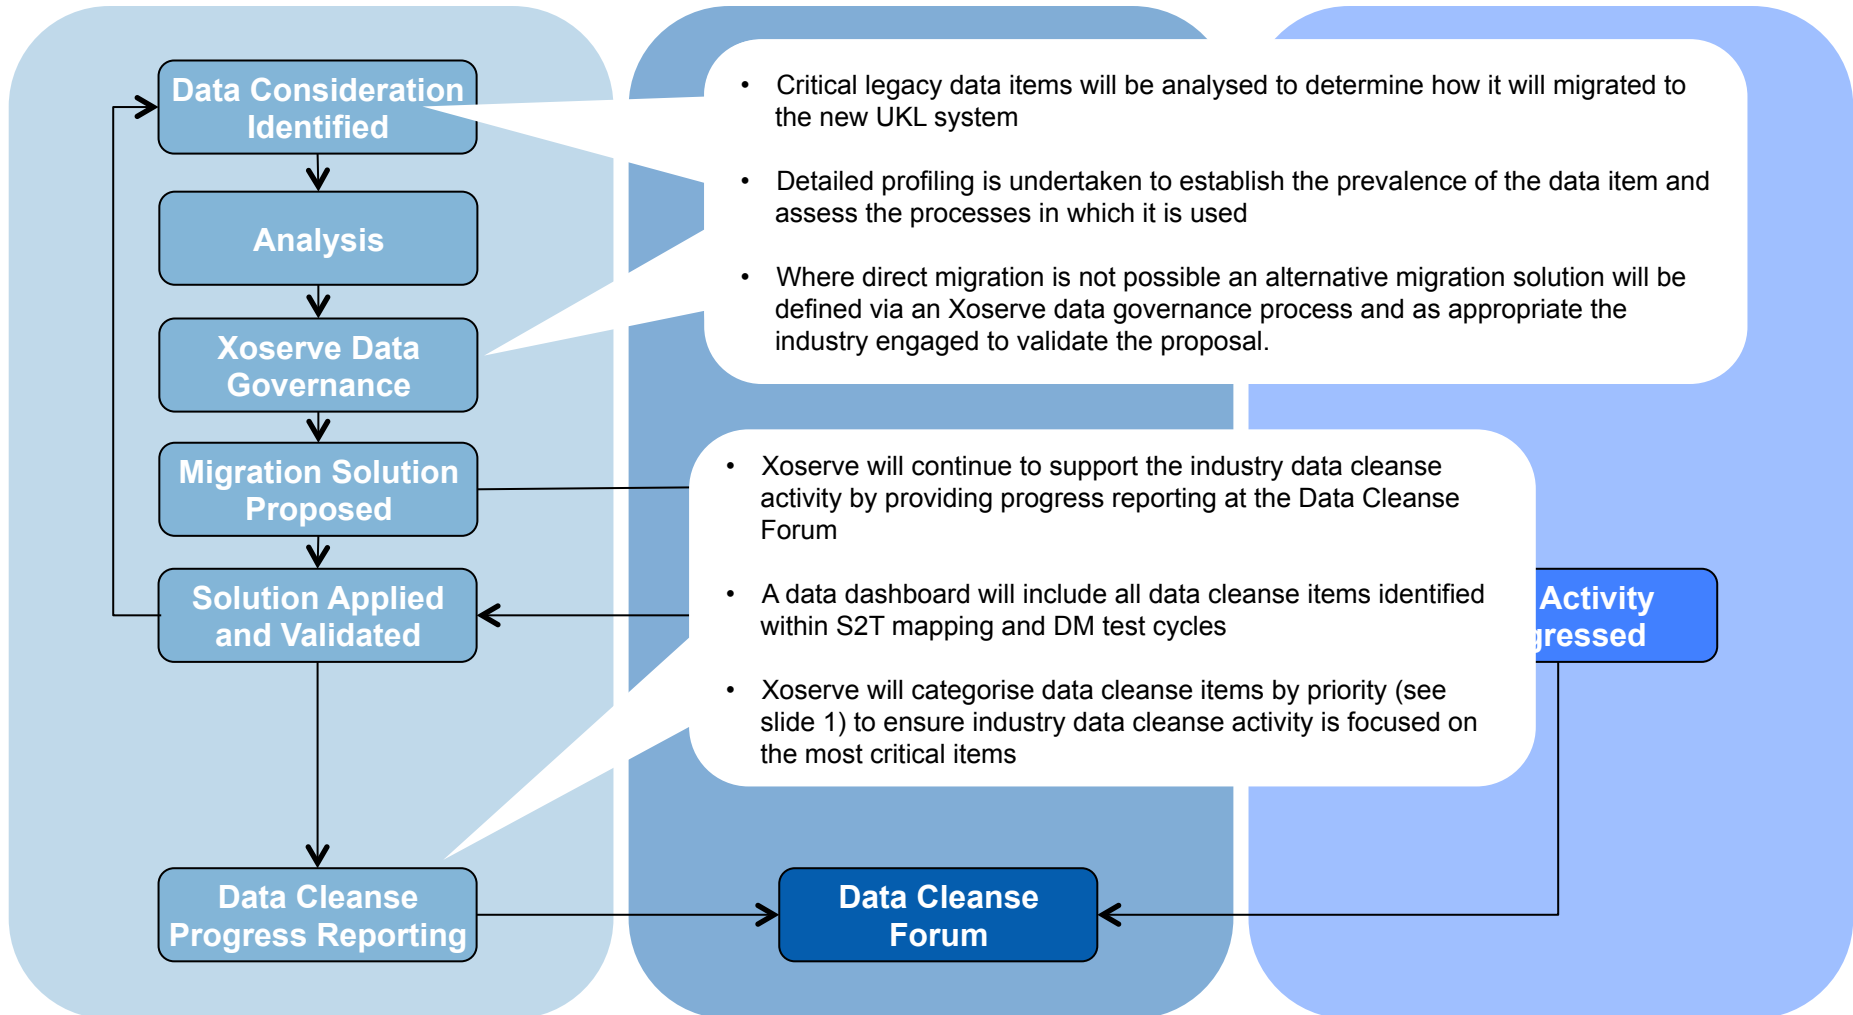 Data Consideration
Identified
Analysis
Xoserve Data
Governance
Migration Solution
Proposed
Solution Applied
and Validated
Data Cleanse
Progress Reporting
• Critical legacy data items will be analysed to determine how it will migrated to
the new UKL system
• Detailed profiling is undertaken to establish the prevalence of the data item and
assess the processes in which it is used
• Where direct migration is not possible an alternative migration solution will be
defined via an Xoserve data governance process and as appropriate the
industry engaged to validate the proposal.
• Xoserve will continue to support the industry data cleanse
activity by providing progress reporting at the Data Cleanse
Forum
• A data dashboard will include all data cleanse items identified
within S2T mapping and DM test cycles
• Xoserve will categorise data cleanse items by priority (see
slide 1) to ensure industry data cleanse activity is focused on
the most critical items
Data Cleanse
Forum
Activity
gressed